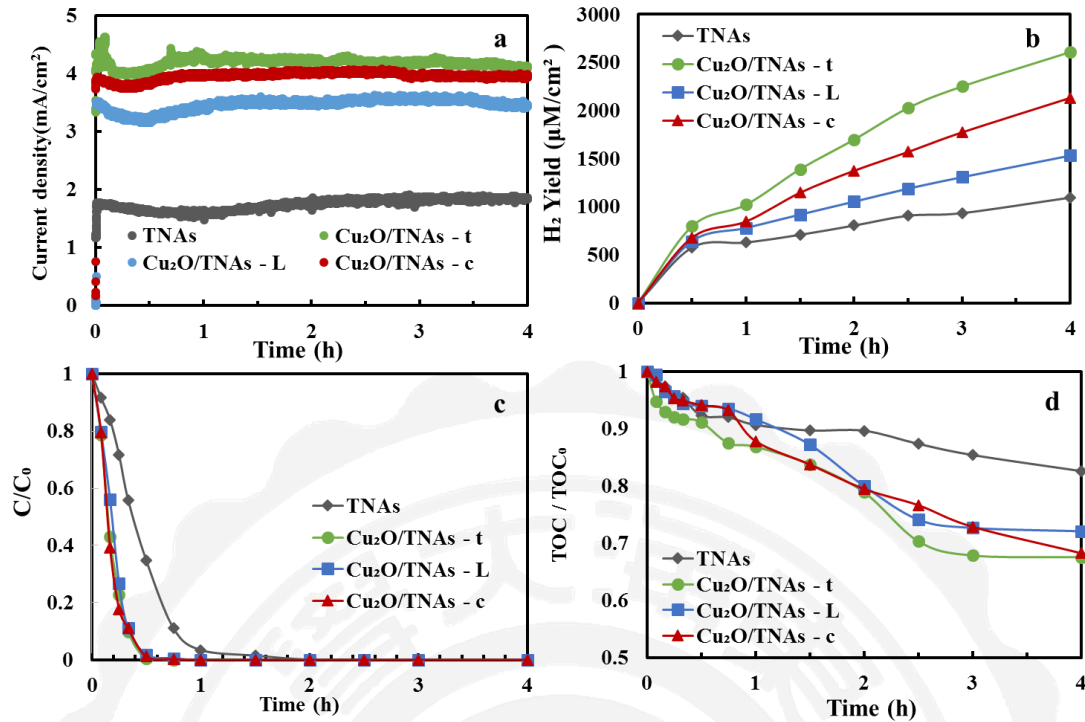 a
Current density(mA/cm²)
5
4
3
2
1
0
0
1
2
3
4
Time (h)
TNAs
Cu₂O/TNAs - t
Cu₂O/TNAs - L
Cu₂O/TNAs - c
b
H₂ Yield (μM/cm²)
3000
2500
2000
1500
1000
500
0
0
1
2
3
4
Time (h)
TNAs
Cu₂O/TNAs - t
Cu₂O/TNAs - L
Cu₂O/TNAs - c
c
C/C₀
1
0.8
0.6
0.4
0.2
0
0
1
2
3
4
Time (h)
TNAs
Cu₂O/TNAs - t
Cu₂O/TNAs - L
Cu₂O/TNAs - c
d
TOC / TOC₀
1
0.9
0.8
0.7
0.6
0.5
0
1
2
3
4
Time (h)
TNAs
Cu₂O/TNAs - t
Cu₂O/TNAs - L
Cu₂O/TNAs - c